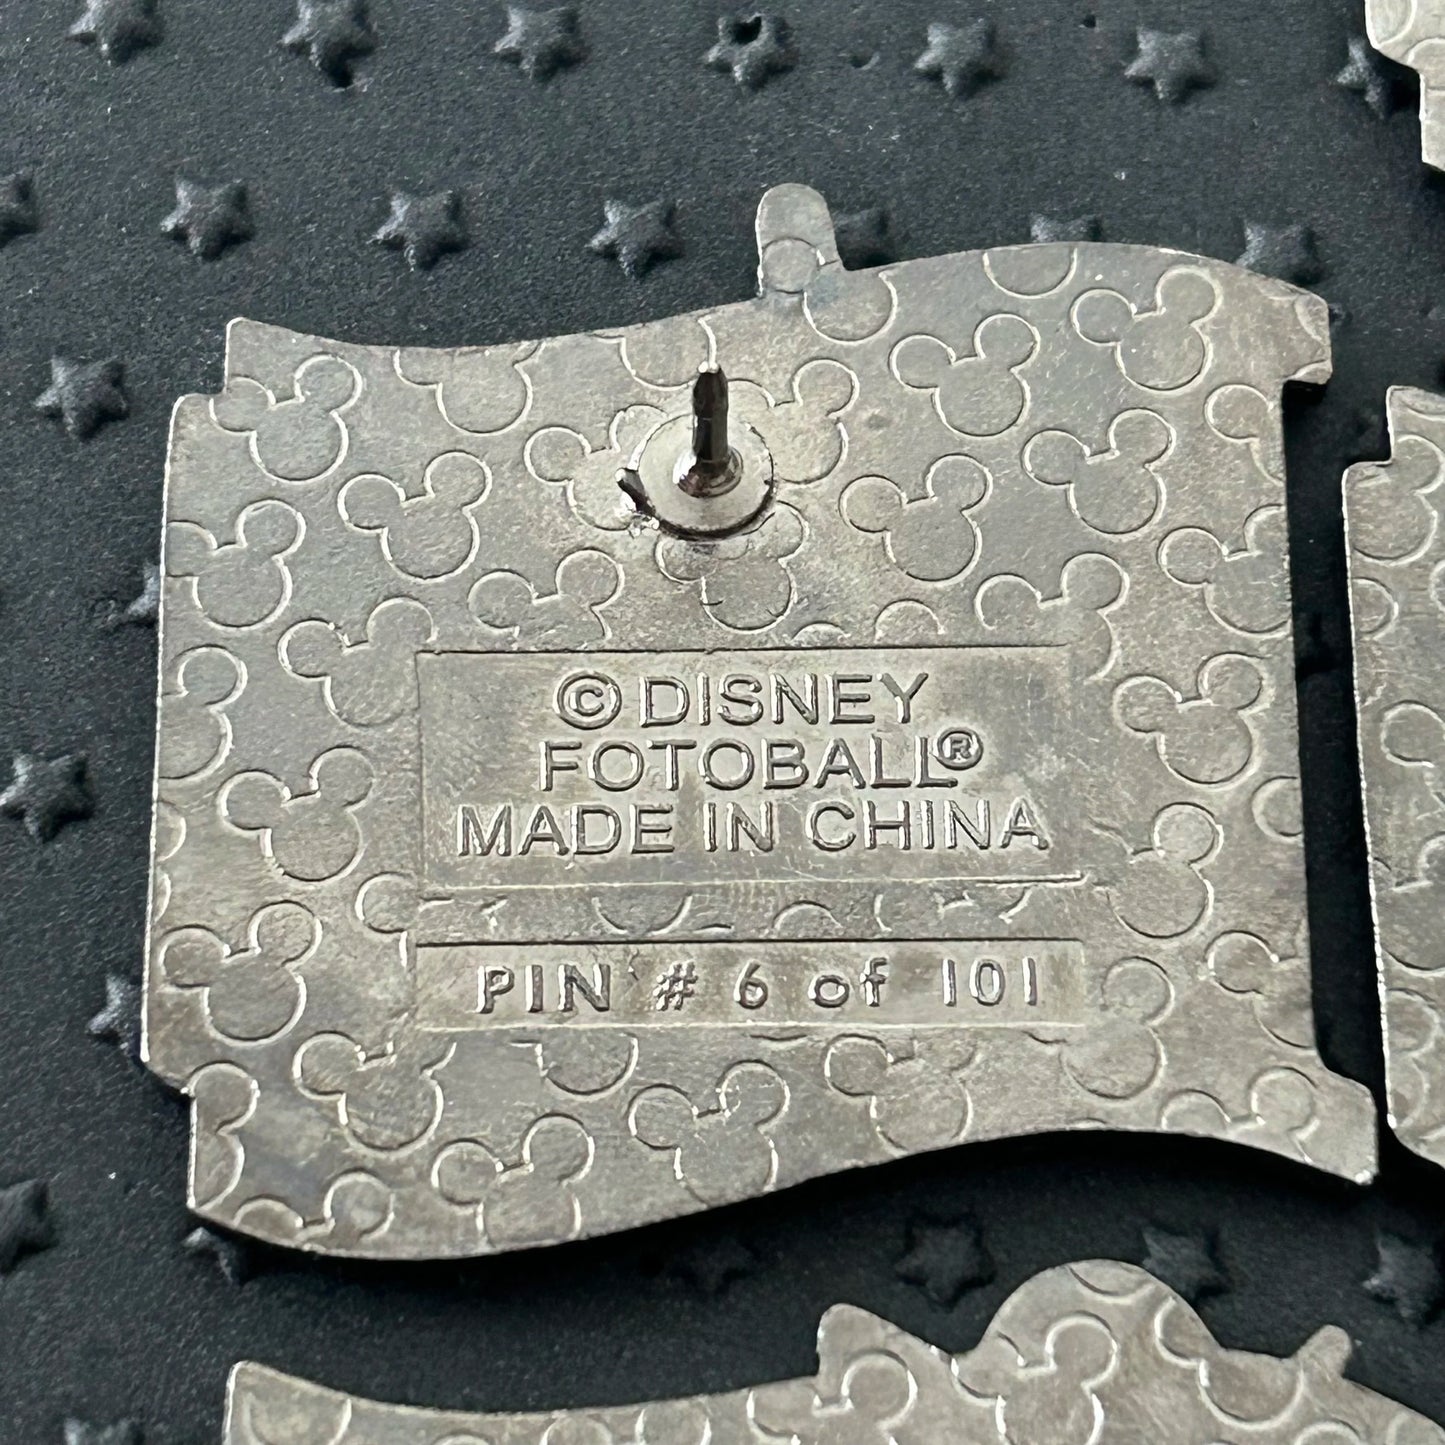 © DISNEY
FOTOBALL®
MADE IN CHINA
PIN # 6 of 101